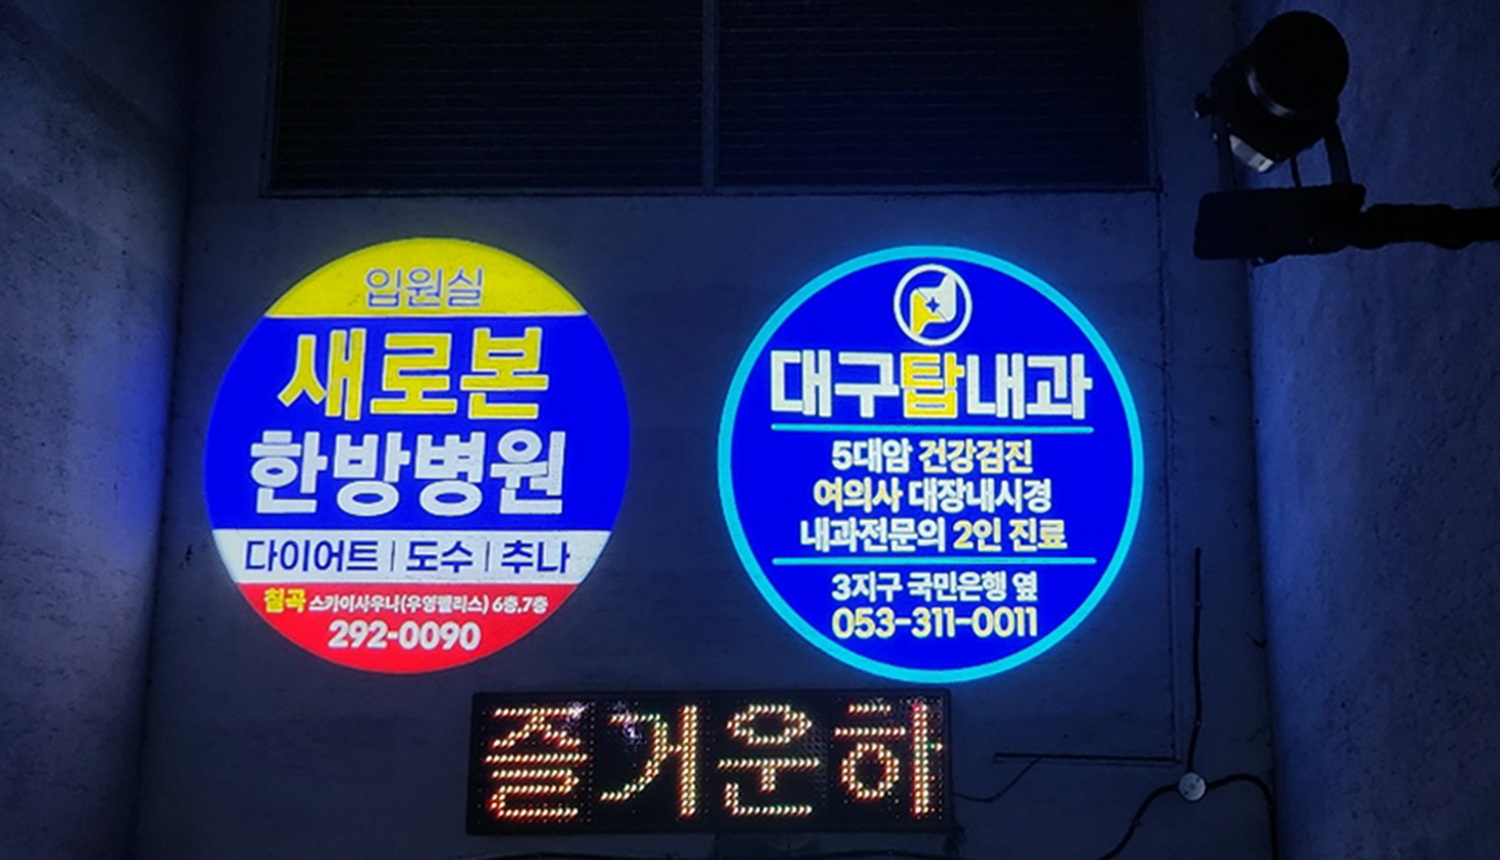 입원실
새로본
한방병원
다이어트 | 도수 | 추나
칠곡 스카이사우나(우영펠리스) 6층,7층
292-0090
대구탑내과
5대암 건강검진
여의사 대장내시경
내과전문의 2인 진료
3지구 국민은행 옆
053-311-0011
즐거운하